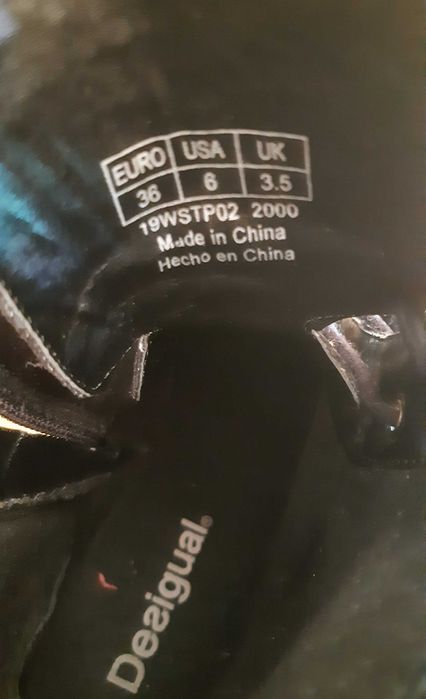 EURO USA UK
36 6 3.5
19WSTP02 2000
Made in China
Hecho en China
Desigual®